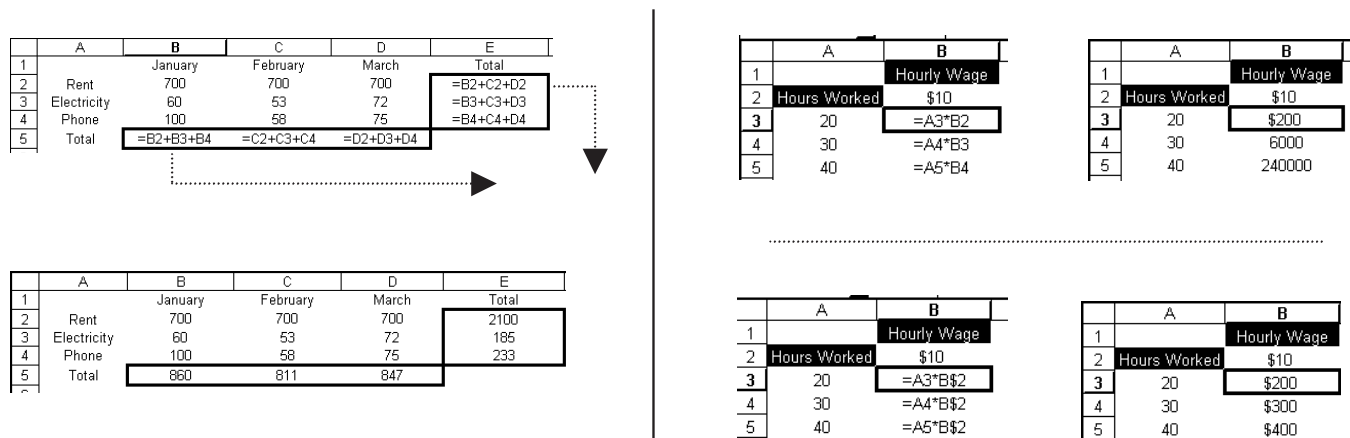 A B C D E
1 January February March Total
2 Rent 700 700 700 =B2+C2+D2
3 Electricity 60 53 72 =B3+C3+D3
4 Phone 100 58 75 =B4+C4+D4
5 Total =B2+B3+B4 =C2+C3+C4 =D2+D3+D4
A B C D E
1 January February March Total
2 Rent 700 700 700 2100
3 Electricity 60 53 72 185
4 Phone 100 58 75 233
5 Total 860 811 847
A B
1 Hourly Wage
2 Hours Worked $10
3 20 =A3*B2
4 30 =A4*B3
5 40 =A5*B4
A B
1 Hourly Wage
2 Hours Worked $10
3 20 $200
4 30 6000
5 40 240000
A B
1 Hourly Wage
2 Hours Worked $10
3 20 =A3*B$2
4 30 =A4*B$2
5 40 =A5*B$2
A B
1 Hourly Wage
2 Hours Worked $10
3 20 $200
4 30 $300
5 40 $400